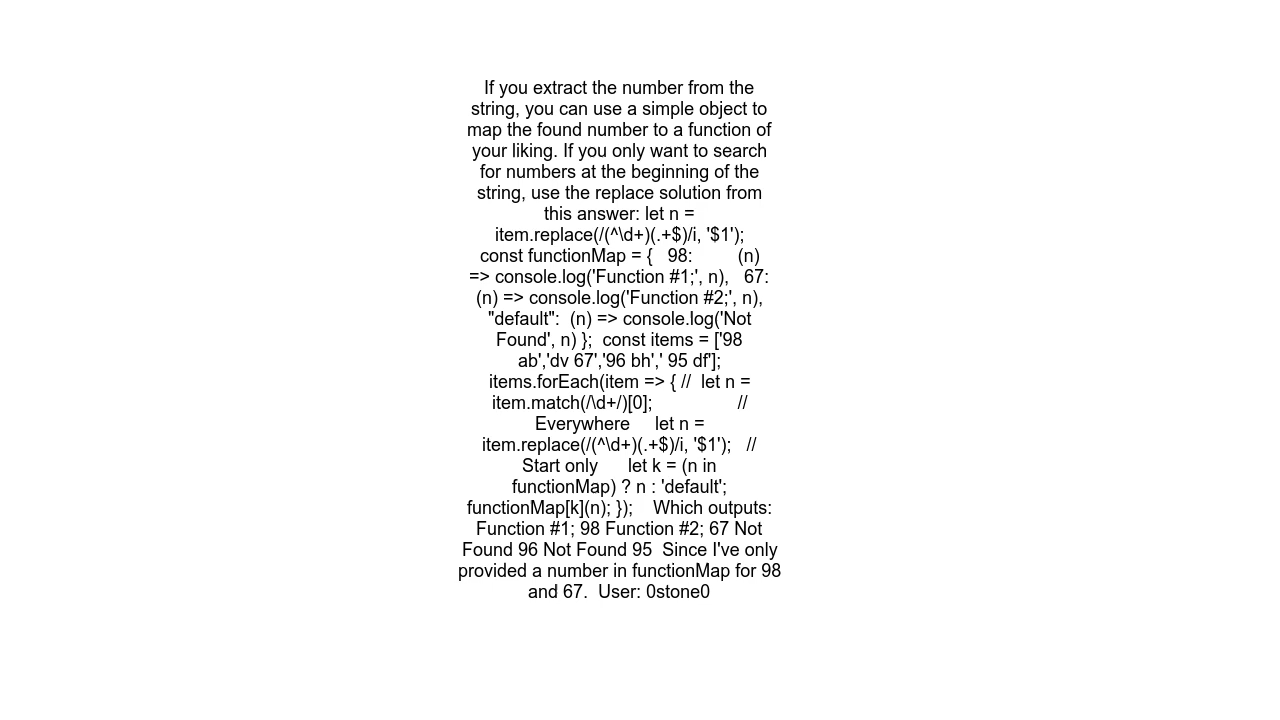 If you extract the number from the
string, you can use a simple object to
map the found number to a function of
your liking. If you only want to search
for numbers at the beginning of the
string, use the replace solution from
this answer: let n =
item.replace(/(^\d+)(.+$)/i, '$1');
const functionMap = {   98:         (n)
=> console.log('Function #1;', n),   67:
(n) => console.log('Function #2;', n),
"default":  (n) => console.log('Not
Found', n) };  const items = ['98
ab','dv 67','96 bh',' 95 df'];
items.forEach(item => { //  let n =
item.match(/\d+/)[0];                 //
Everywhere     let n =
item.replace(/(^\d+)(.+$)/i, '$1');   //
Start only      let k = (n in
functionMap) ? n : 'default';
functionMap[k](n); });    Which outputs:
Function #1; 98 Function #2; 67 Not
Found 96 Not Found 95  Since I've only
provided a number in functionMap for 98
and 67.  User: 0stone0